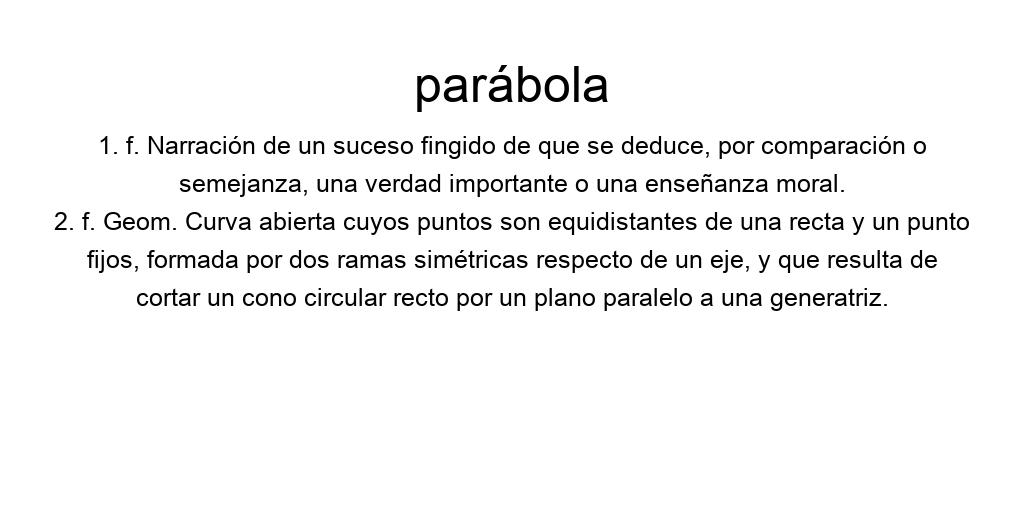 parábola
1. f. Narración de un suceso fingido de que se deduce, por comparación o
semejanza, una verdad importante o una enseñanza moral.
2. f. Geom. Curva abierta cuyos puntos son equidistantes de una recta y un punto
fijos, formada por dos ramas simétricas respecto de un eje, y que resulta de
cortar un cono circular recto por un plano paralelo a una generatriz.